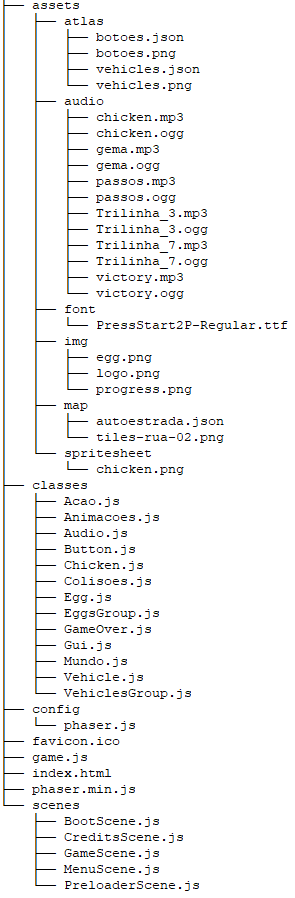 assets
atlas
botoes.json
botoes.png
vehicles.json
vehicles.png
audio
chicken.mp3
chicken.ogg
gema.mp3
gema.ogg
passos.mp3
passos.ogg
Trilinha_3.mp3
Trilinha_3.ogg
Trilinha_7.mp3
Trilinha_7.ogg
victory.mp3
victory.ogg
font
PressStart2P-Regular.ttf
img
egg.png
logo.png
progress.png
map
autoestrada.json
tiles-rua-02.png
spritesheet
chicken.png
classes
Acao.js
Animacoes.js
Audio.js
Button.js
Chicken.js
Colisoes.js
Egg.js
EggsGroup.js
GameOver.js
Gui.js
Mundo.js
Vehicle.js
VehiclesGroup.js
config
phaser.js
favicon.ico
game.js
index.html
phaser.min.js
scenes
BootScene.js
CreditsScene.js
GameScene.js
MenuScene.js
PreloaderScene.js